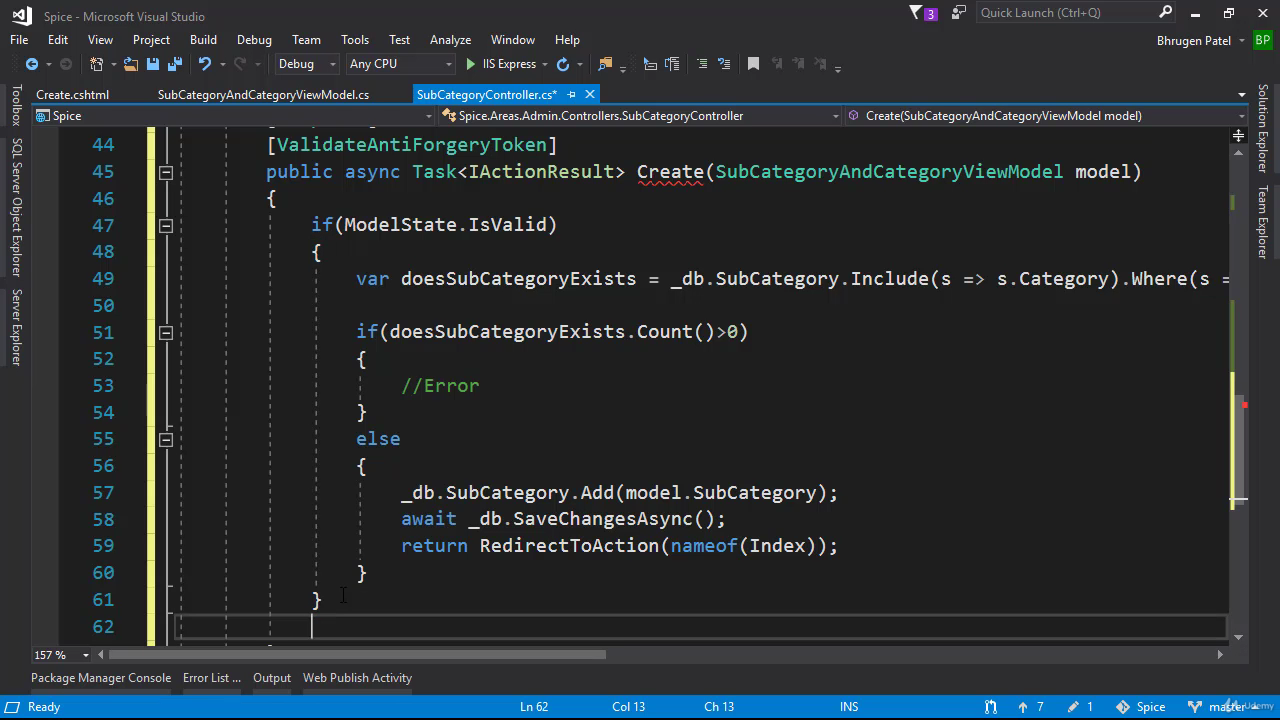 Spice - Microsoft Visual Studio
3
Quick Launch (Ctrl+Q)
File Edit View Project Build Debug Team Tools Test Analyze Window Help
Bhrugen Patel BP
Debug Any CPU IIS Express
Create.cshtml SubCategoryAndCategoryViewModel.cs SubCategoryController.cs*
Spice Spice.Areas.Admin.Controllers.SubCategoryController Create(SubCategoryAndCategoryViewModel model)
Toolbox
SQL Server Object Explorer
Server Explorer
Solution Explorer
Team Explorer
44 [ValidateAntiForgeryToken]
45 public async Task<IActionResult> Create(SubCategoryAndCategoryViewModel model)
46 {
47 if(ModelState.IsValid)
48 {
49 var doesSubCategoryExists = _db.SubCategory.Include(s => s.Category).Where(s =
50
51 if(doesSubCategoryExists.Count()>0)
52 {
53 //Error
54 }
55 else
56 {
57 _db.SubCategory.Add(model.SubCategory);
58 await _db.SaveChangesAsync();
59 return RedirectToAction(nameof(Index));
60 }
61 }
62
157 %
Package Manager Console Error List ... Output Web Publish Activity
Ready Ln 62 Col 13 Ch 13 INS 7 1 Spice master
Udemy